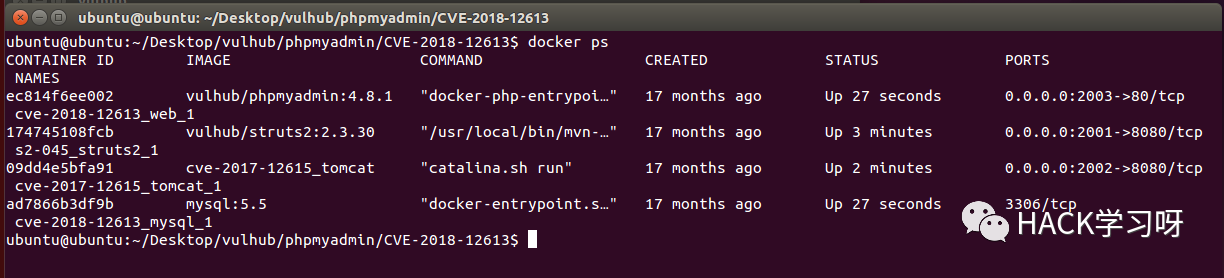 ubuntu@ubuntu: ~/Desktop/vulhub/phpmyadmin/CVE-2018-12613
ubuntu@ubuntu:~/Desktop/vulhub/phpmyadmin/CVE-2018-12613$ docker ps
CONTAINER ID IMAGE COMMAND CREATED STATUS PORTS
NAMES
ec814f6ee002 vulhub/phpmyadmin:4.8.1 "docker-php-entrypoi…" 17 months ago Up 27 seconds 0.0.0.0:2003->80/tcp
cve-2018-12613_web_1
174745108fcb vulhub/struts2:2.3.30 "/usr/local/bin/mvn-…" 17 months ago Up 3 minutes 0.0.0.0:2001->8080/tcp
s2-045_struts2_1
09dd4e5bfa91 cve-2017-12615_tomcat "catalina.sh run" 17 months ago Up 2 minutes 0.0.0.0:2002->8080/tcp
cve-2017-12615_tomcat_1
ad7866b3df9b mysql:5.5 "docker-entrypoint.s…" 17 months ago Up 27 seconds 3306/tcp
cve-2018-12613_mysql_1
ubuntu@ubuntu:~/Desktop/vulhub/phpmyadmin/CVE-2018-12613$
HACK学习呀